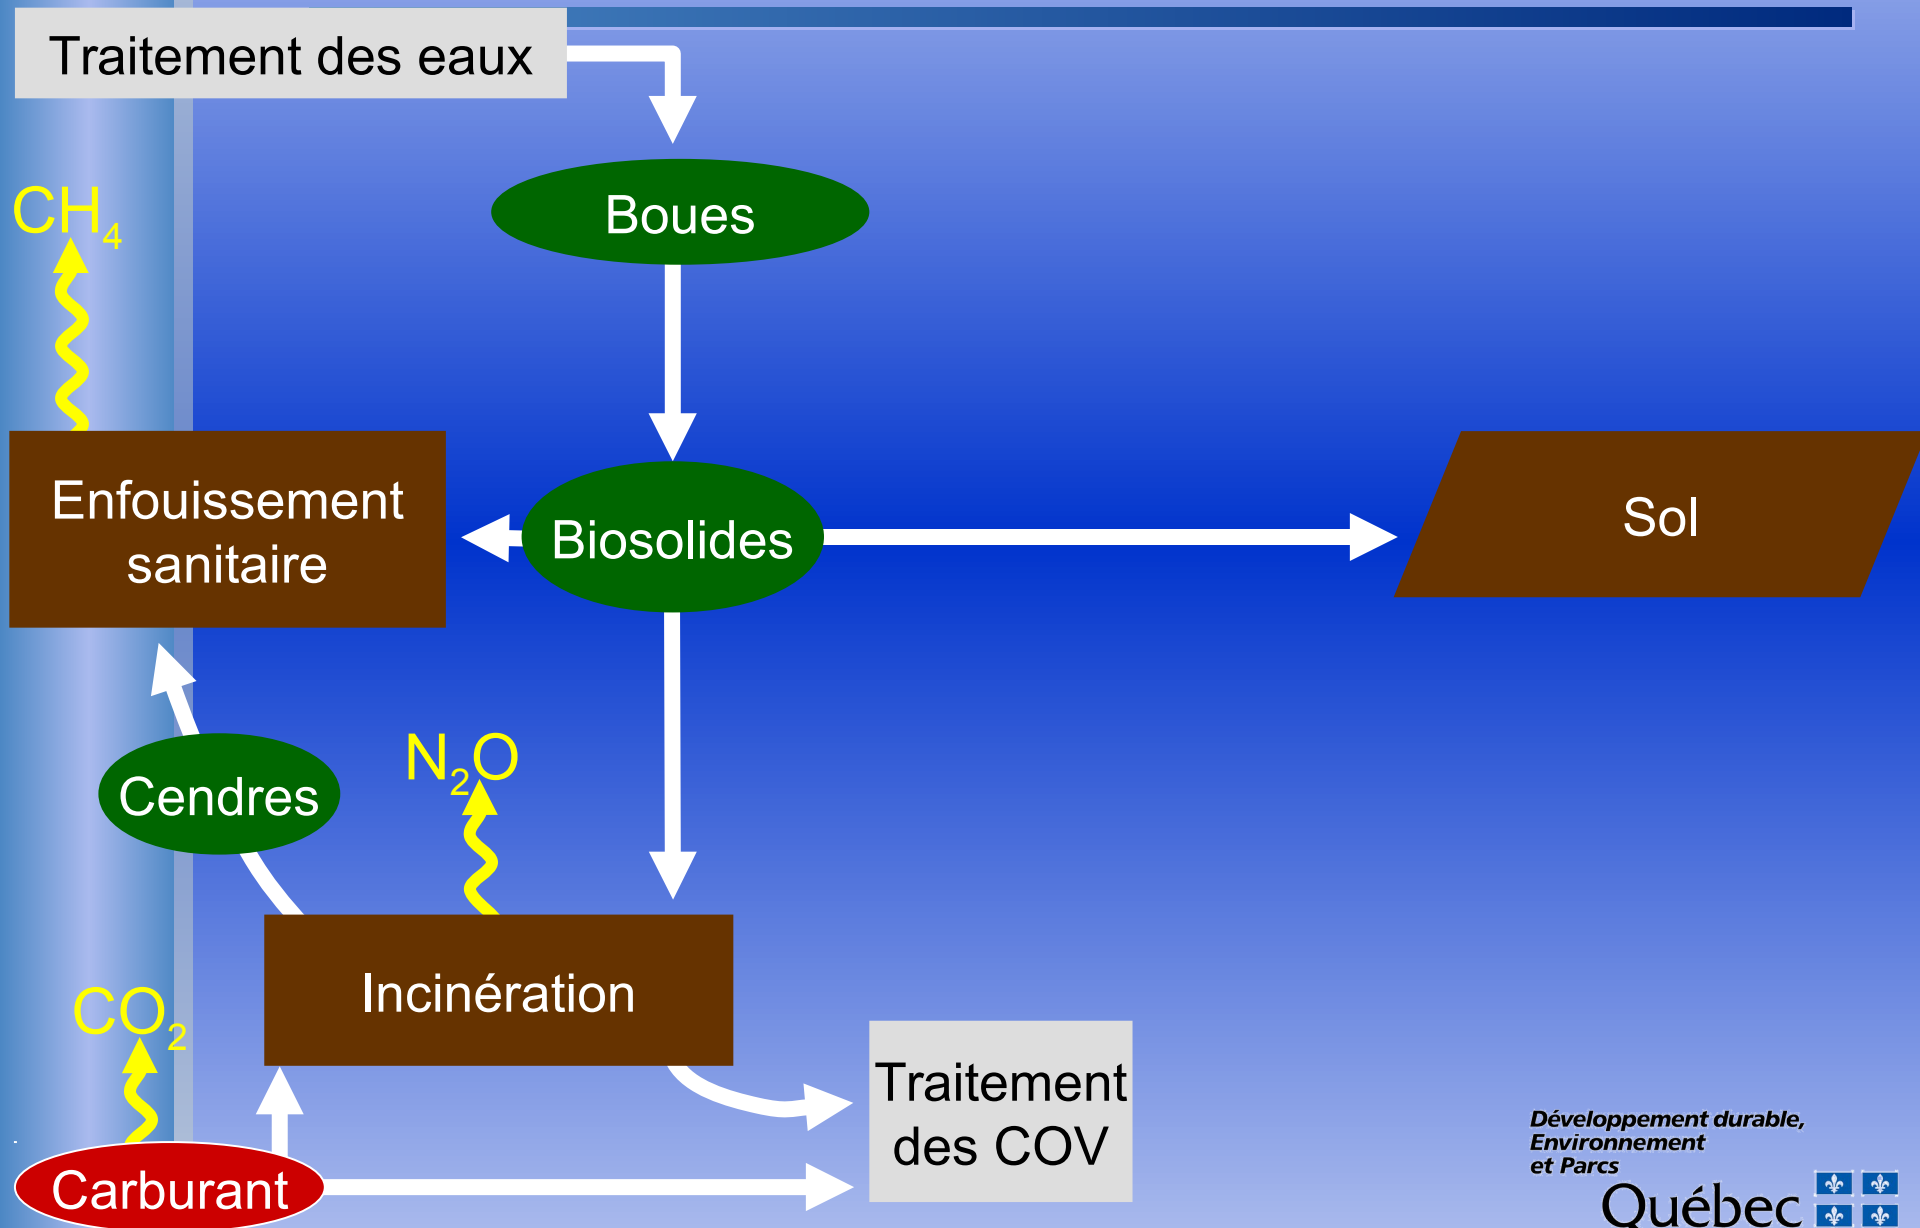 Traitement des eaux
Boues
CH₄
Enfouissement
sanitaire
Biosolides
Sol
Cendres
N₂O
Incinération
CO₂
Traitement
des COV
Carburant
Développement durable,
Environnement
et Parcs
Québec